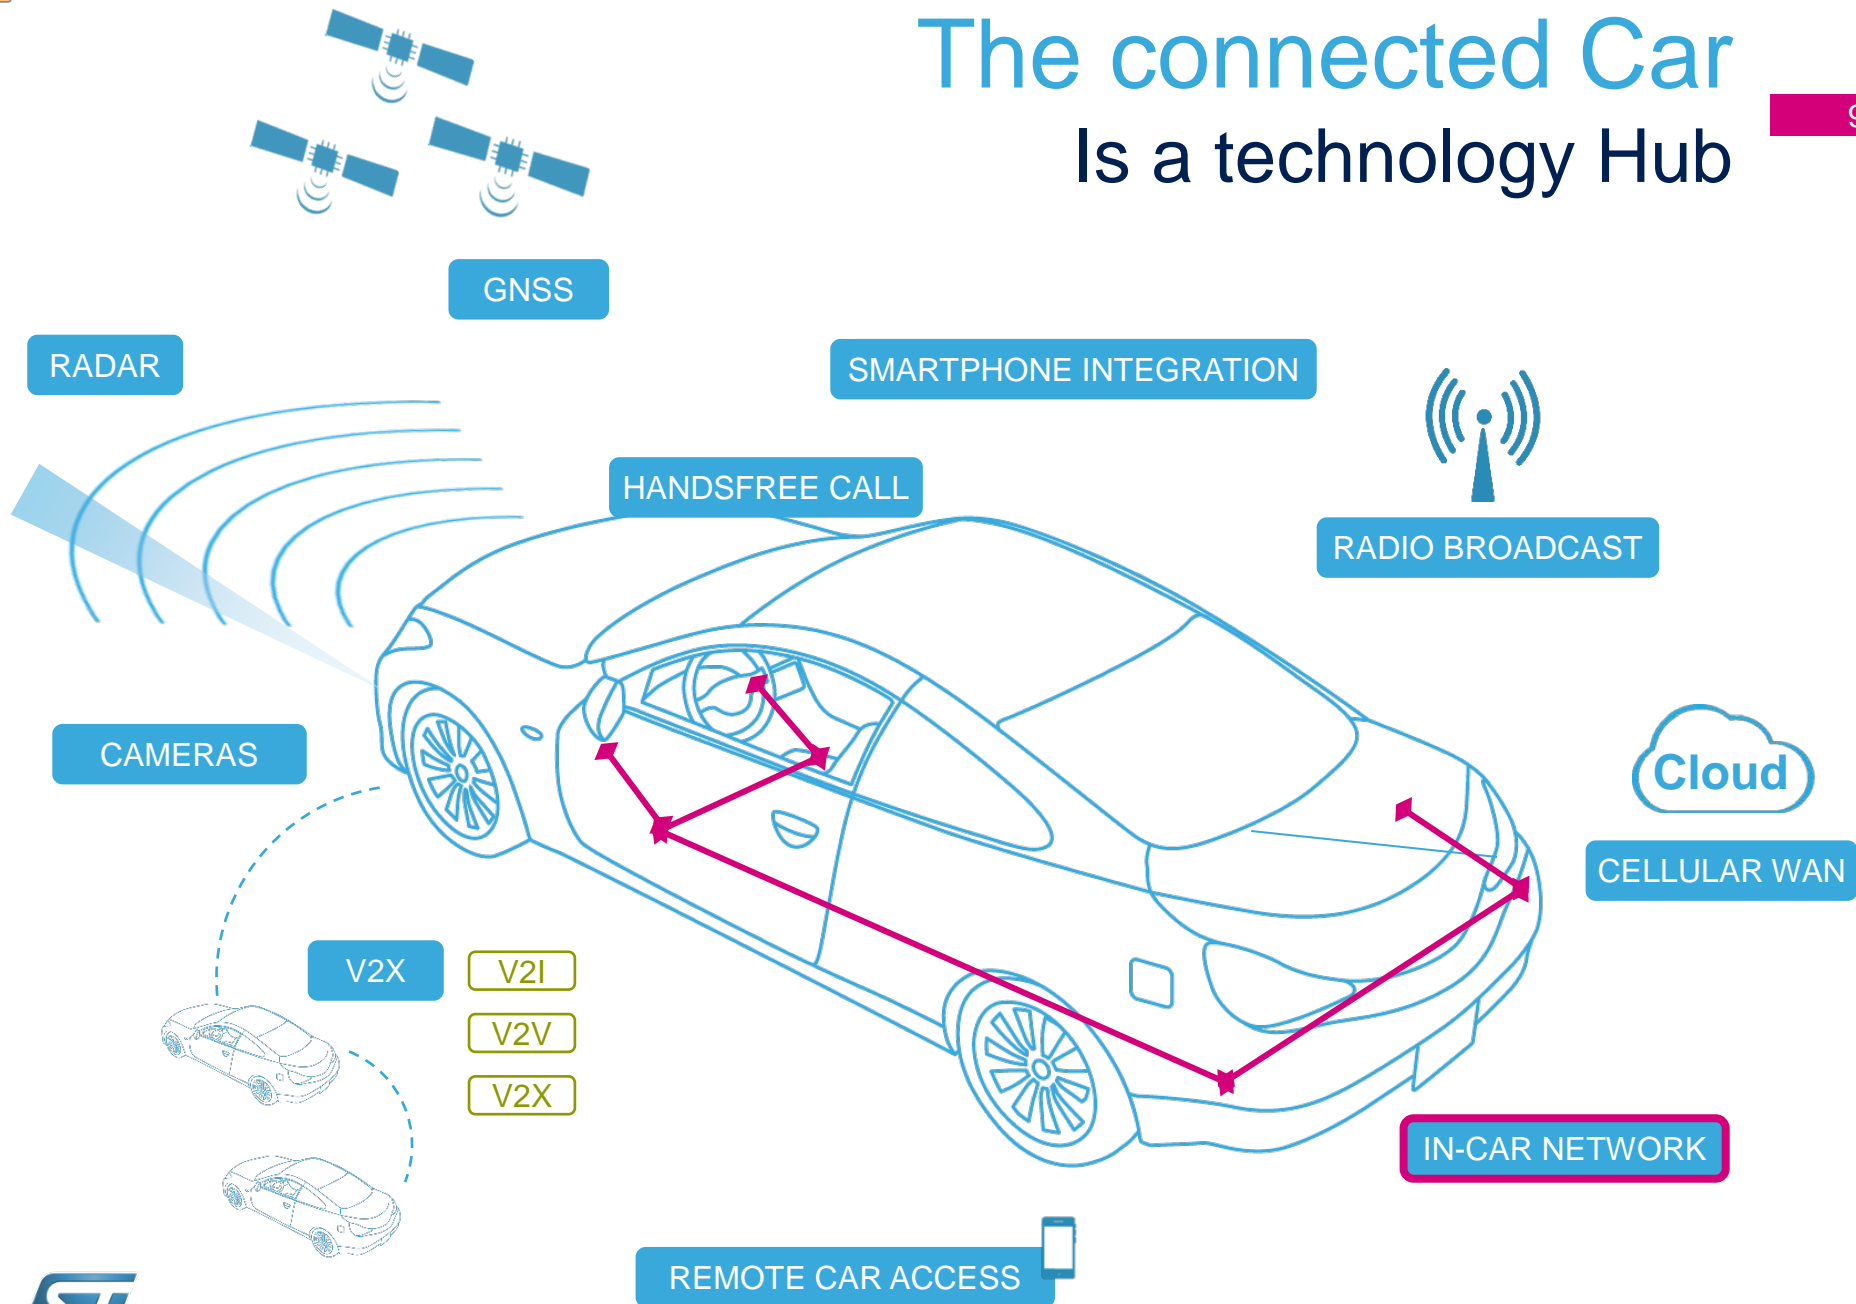 The connected Car
9
Is a technology Hub
GNSS
RADAR
SMARTPHONE INTEGRATION
HANDSFREE CALL
RADIO BROADCAST
CAMERAS
Cloud
CELLULAR WAN
V2X
V2I
V2V
V2X
IN-CAR NETWORK
REMOTE CAR ACCESS